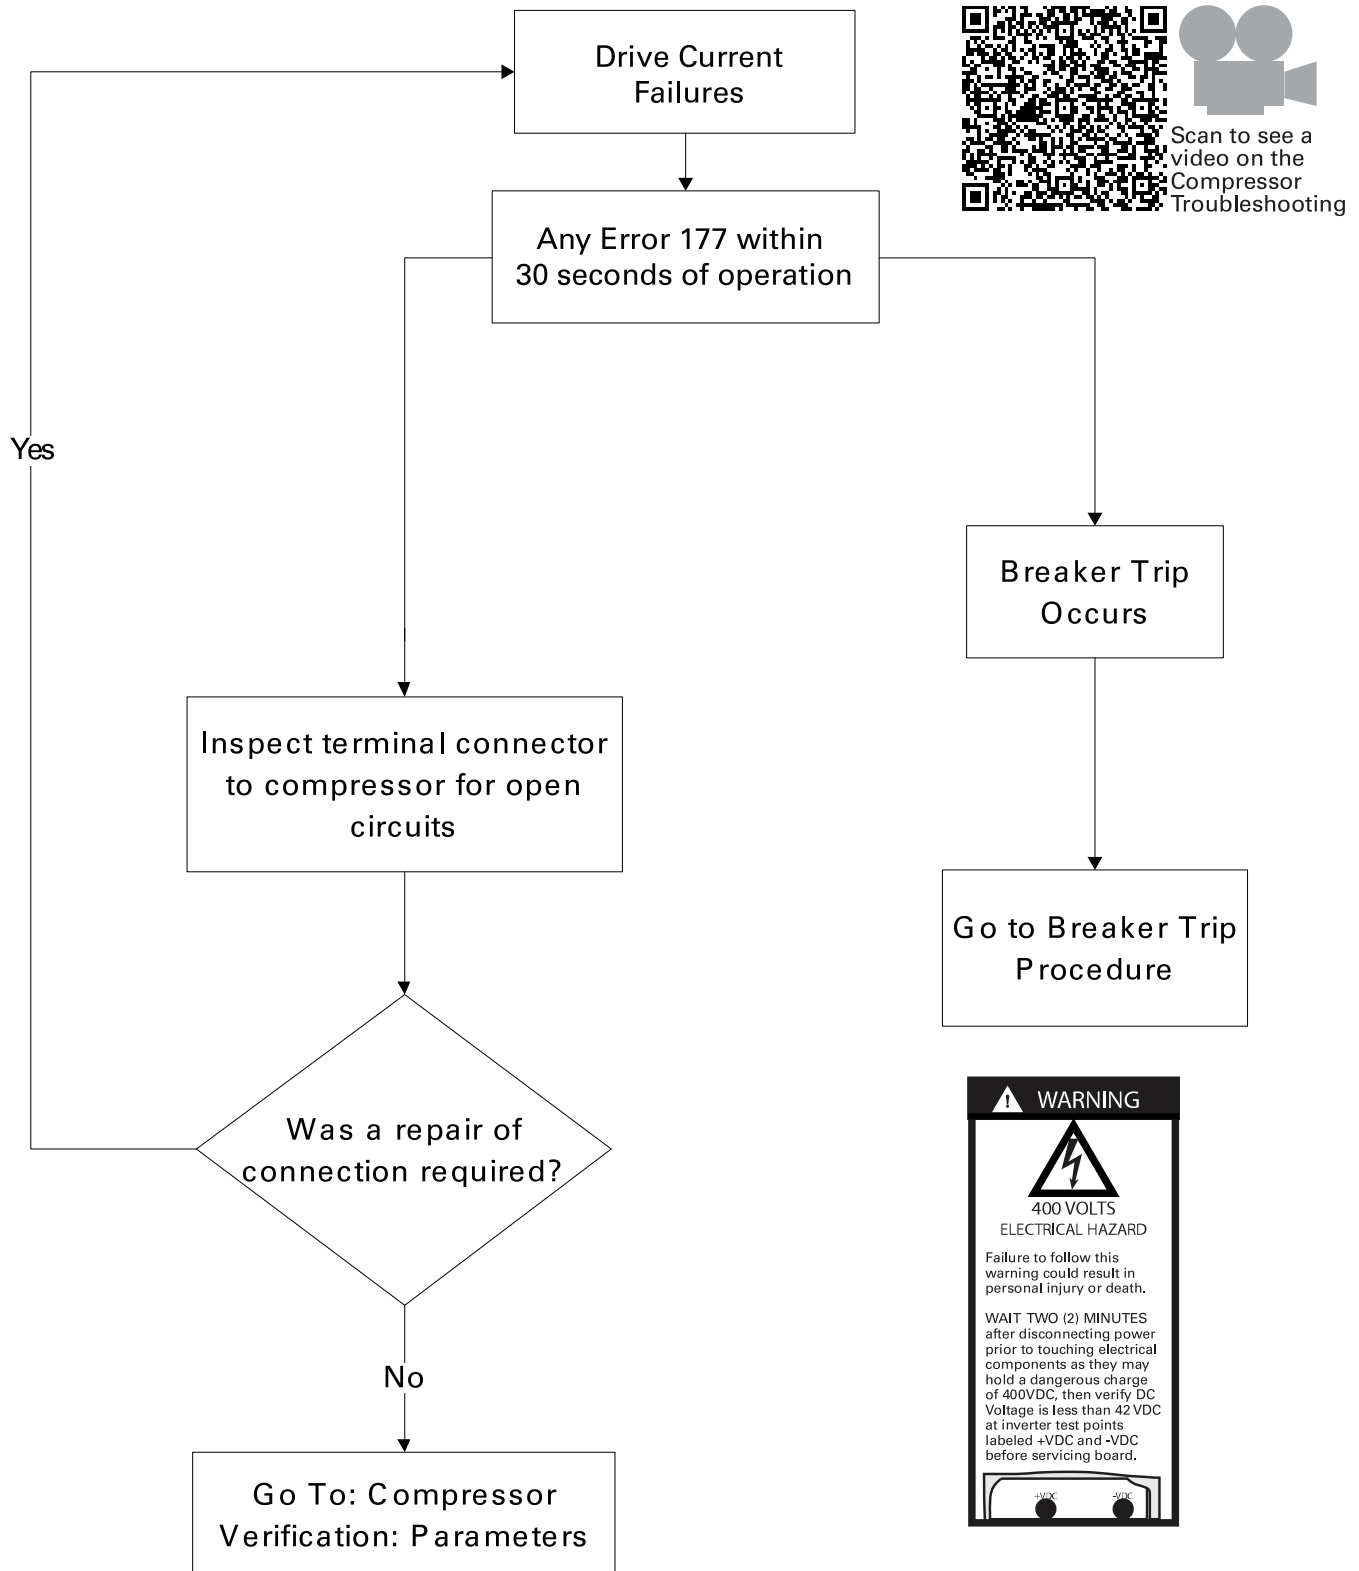 Drive Current
Failures
Scan to see a
video on the
Compressor
Troubleshooting
Any Error 177 within
30 seconds of operation
Yes
Breaker Trip
Occurs
Inspect terminal connector
to compressor for open
circuits
Go to Breaker Trip
Procedure
Was a repair of
connection required?
No
Go To: Compressor
Verification: Parameters
! WARNING
400 VOLTS
ELECTRICAL HAZARD
Failure to follow this
warning could result in
personal injury or death.
WAIT TWO (2) MINUTES
after disconnecting power
prior to touching electrical
components as they may
hold a dangerous charge
of 400VDC, then verify DC
Voltage is less than 42 VDC
at inverter test points
labeled +VDC and -VDC
before servicing board.
+VDC -VDC